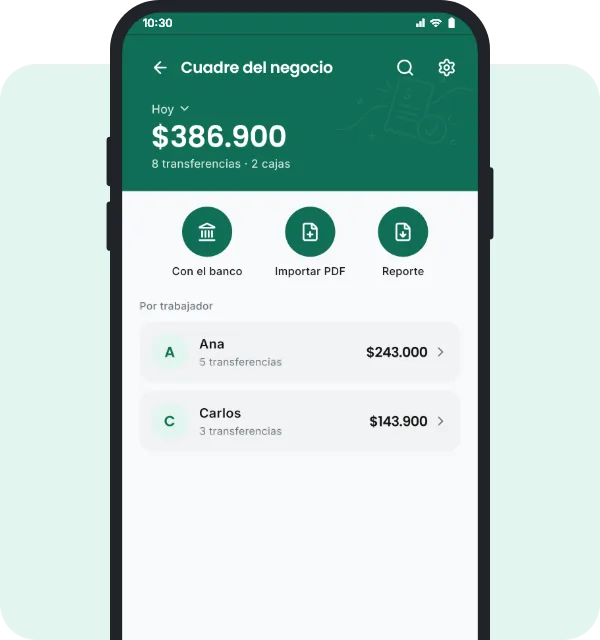 10:30
Cuadre del negocio
Hoy
$386.900
8 transferencias · 2 cajas
Con el banco
Importar PDF
Reporte
Por trabajador
A
Ana
5 transferencias
$243.000
C
Carlos
3 transferencias
$143.900